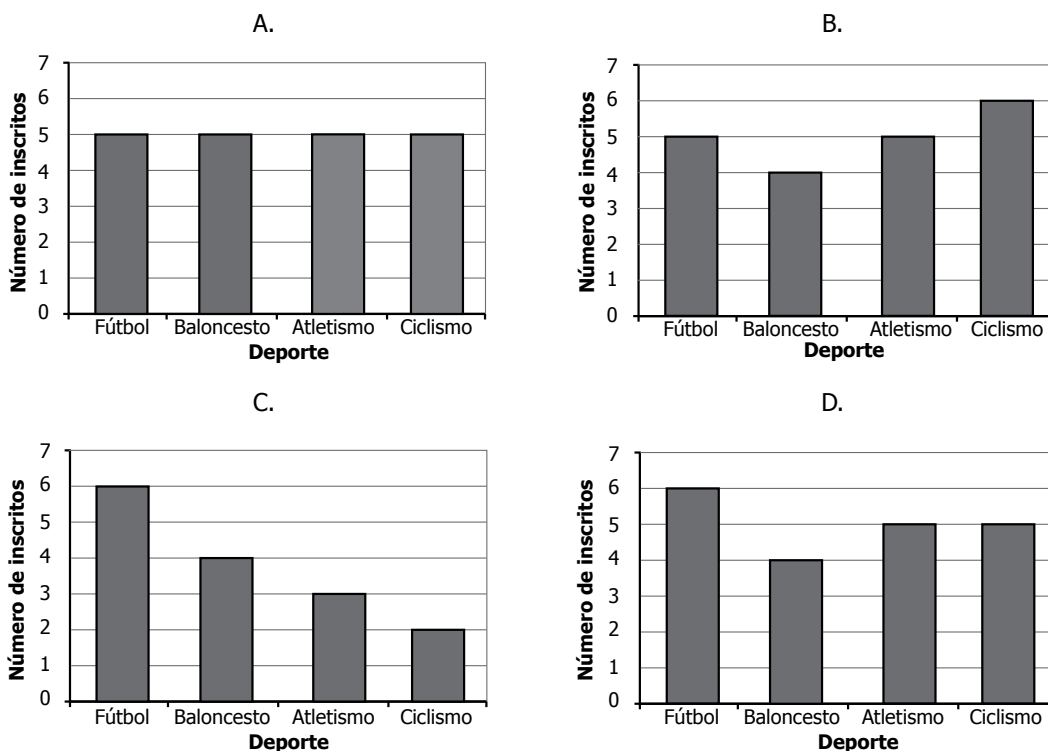 A.
Número de inscritos
7
6
5
4
3
2
1
0
Fútbol Baloncesto Atletismo Ciclismo
Deporte
B.
Número de inscritos
7
6
5
4
3
2
1
0
Fútbol Baloncesto Atletismo Ciclismo
Deporte
C.
Número de inscritos
7
6
5
4
3
2
1
0
Fútbol Baloncesto Atletismo Ciclismo
Deporte
D.
Número de inscritos
7
6
5
4
3
2
1
0
Fútbol Baloncesto Atletismo Ciclismo
Deporte